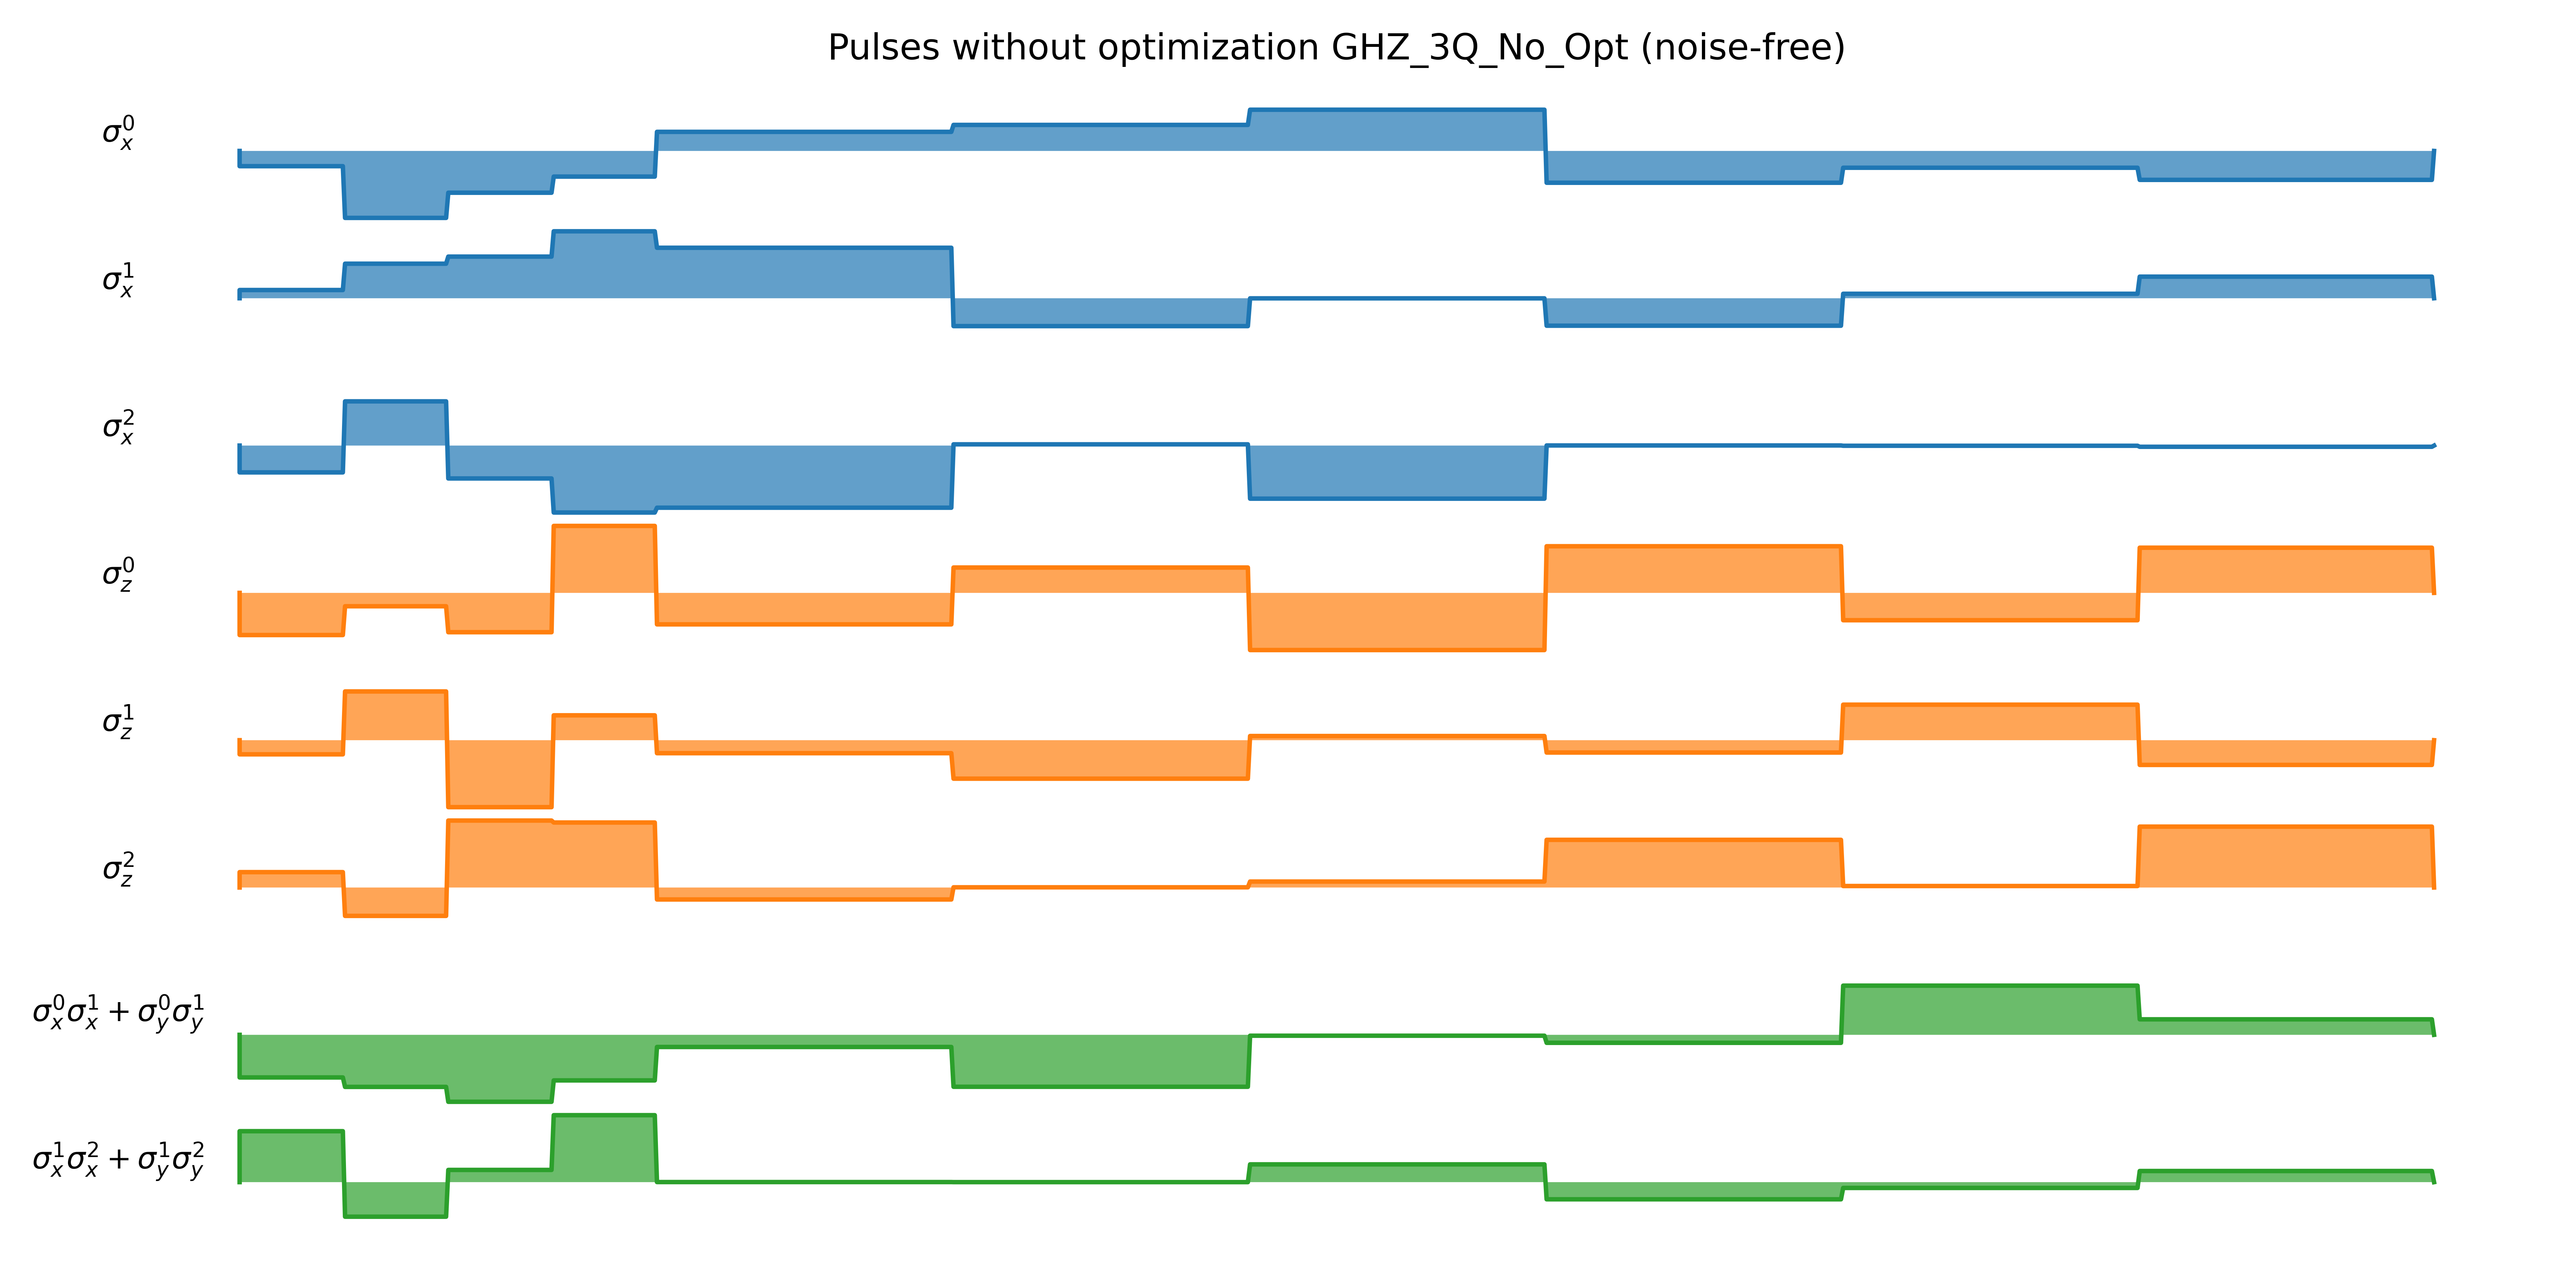 Pulses without optimization GHZ_3Q_No_Opt (noise-free)
σ_x^0
σ_x^1
σ_x^2
σ_z^0
σ_z^1
σ_z^2
σ_x^0σ_x^1 + σ_y^0σ_y^1
σ_x^1σ_x^2 + σ_y^1σ_y^2